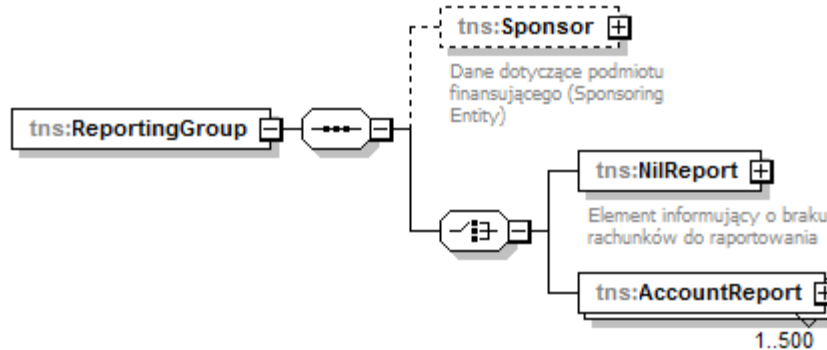 tns:Sponsor
Dane dotyczące podmiotu
finansującego (Sponsoring
Entity)
tns:ReportingGroup
tns:NilReport
Element informujący o braku
rachunków do raportowania
tns:AccountReport
1..500